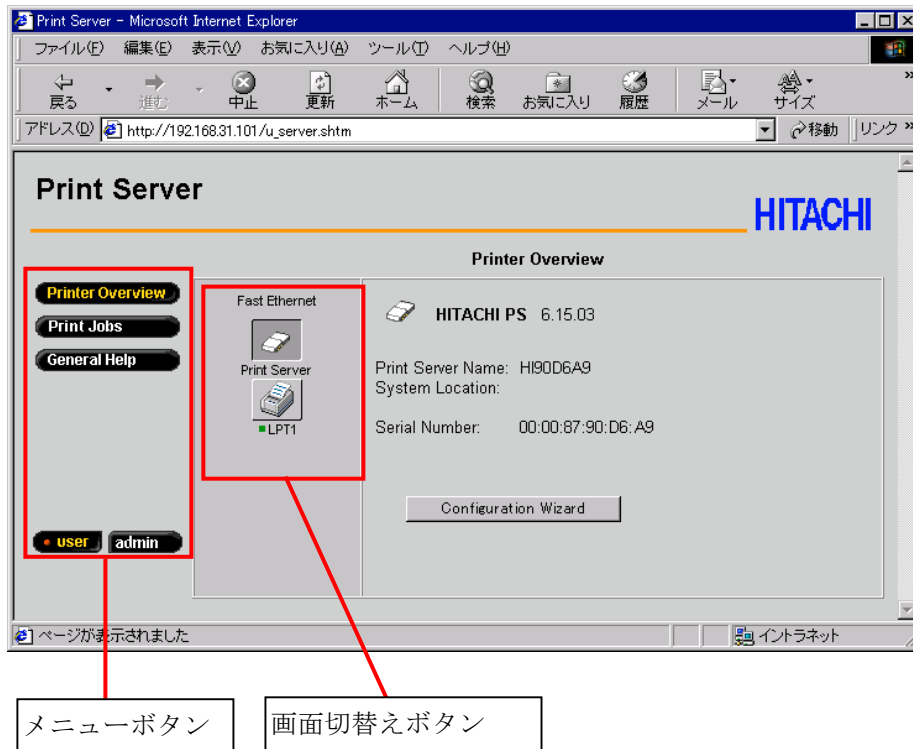 Print Server - Microsoft Internet Explorer
ファイル(F) 編集(E) 表示(V) お気に入り(A) ツール(T) ヘルプ(H)
戻る 進む 中止 更新 ホーム 検索 お気に入り 履歴 メール サイズ »
アドレス(D) http://192.168.31.101/u_server.shtm 移動 リンク »
Print Server
HITACHI
Printer Overview
Printer Overview
Print Jobs
General Help
user admin
Fast Ethernet
Print Server
LPT1
HITACHI PS 6.15.03
Print Server Name: HI90D6A9
System Location:
Serial Number: 00:00:87:90:D6:A9
Configuration Wizard
ページが表示されました イントラネット
メニューボタン 画面切替えボタン